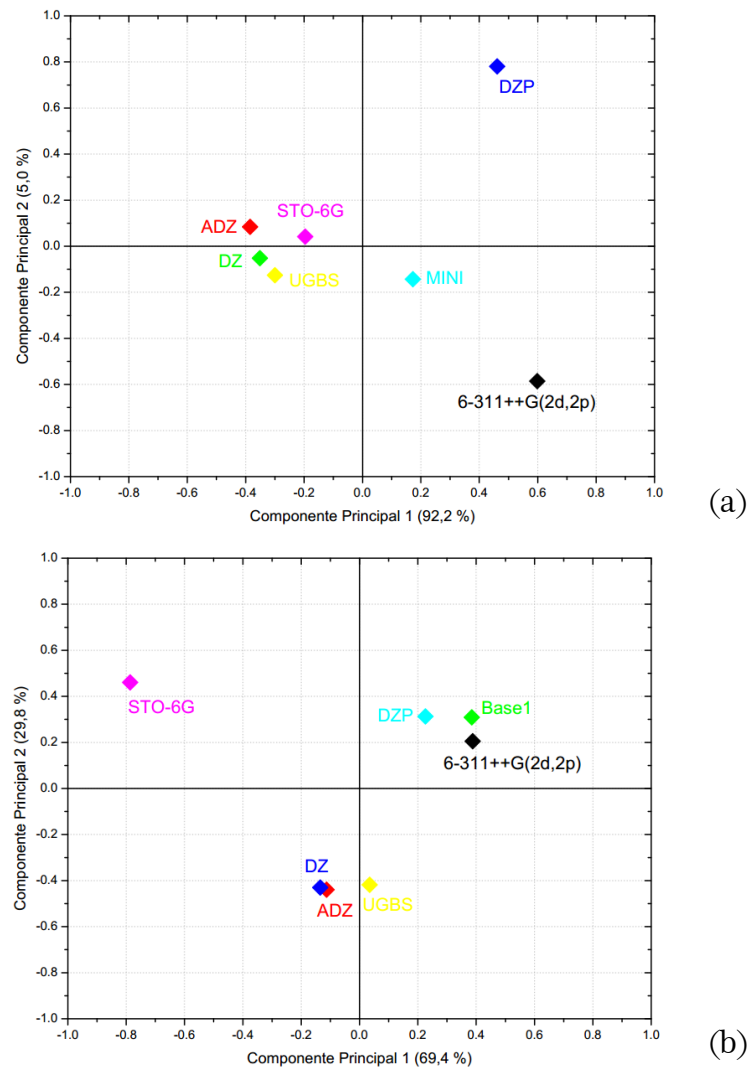 1.0
0.8
DZP
0.6
0.4
Componente Principal 2 (5,0 %)
0.2
STO-6G
ADZ
0.0
DZ
UGBS
MINI
-0.2
-0.4
-0.6
6-311++G(2d,2p)
-0.8
-1.0
-1.0 -0.8 -0.6 -0.4 -0.2 0.0 0.2 0.4 0.6 0.8 1.0
Componente Principal 1 (92,2 %)
(a)
1.0
0.8
0.6
0.4
STO-6G
DZP
Base1
Componente Principal 2 (29,8 %)
0.2
6-311++G(2d,2p)
0.0
-0.2
DZ
-0.4
ADZ
UGBS
-0.6
-0.8
-1.0
-1.0 -0.8 -0.6 -0.4 -0.2 0.0 0.2 0.4 0.6 0.8 1.0
Componente Principal 1 (69,4 %)
(b)